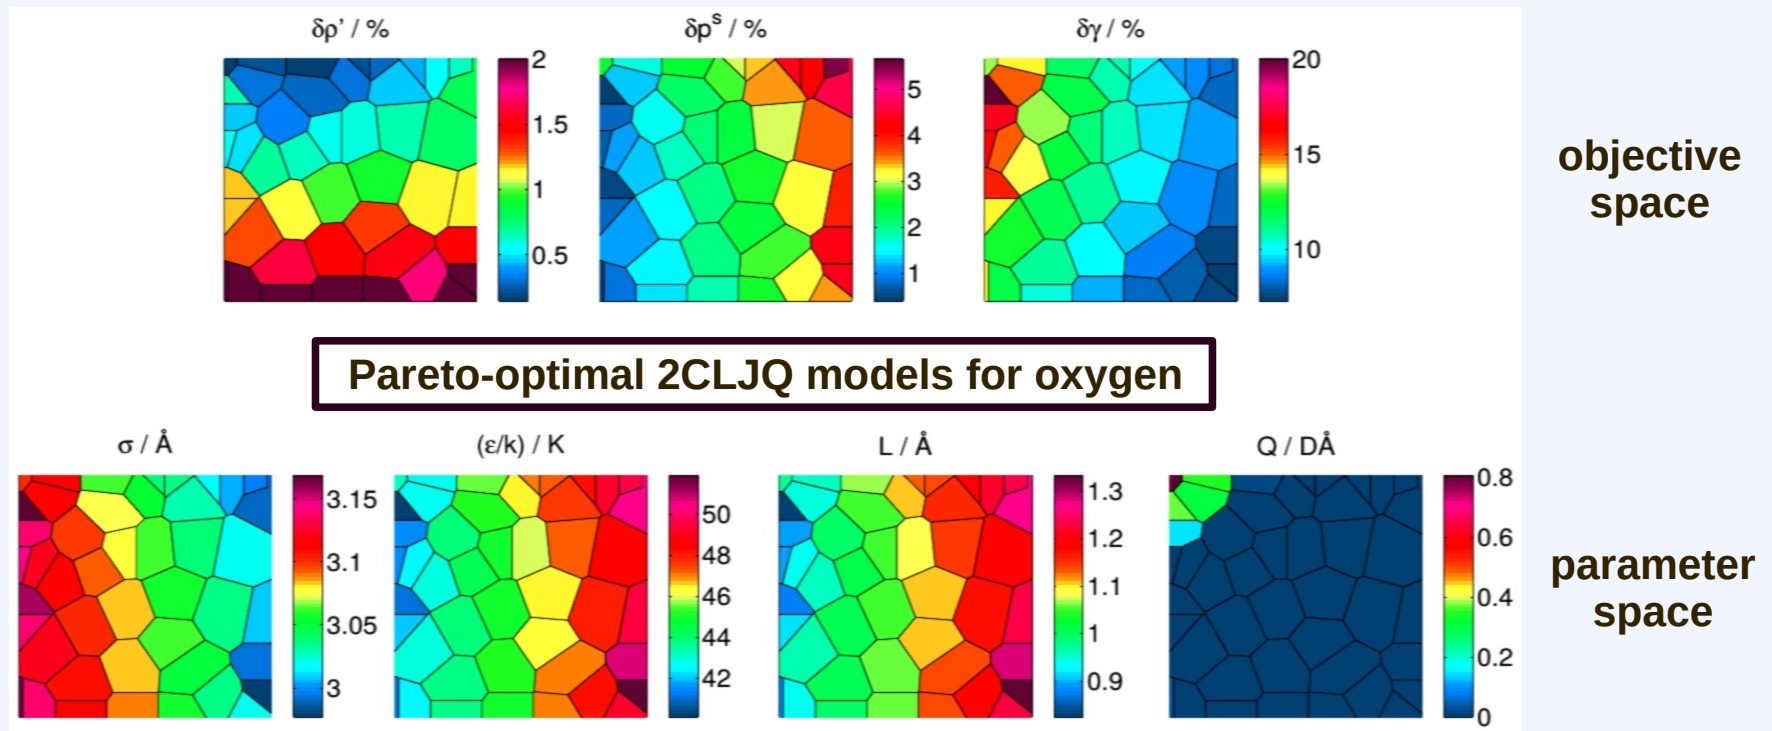 δρ' / %
δp^s / %
δγ / %
2
1.5
1
0.5
5
4
3
2
1
20
15
10
objective
space
Pareto-optimal 2CLJQ models for oxygen
σ / Å
(ε/k) / K
L / Å
Q / DÅ
3.15
3.1
3.05
3
50
48
46
44
42
1.3
1.2
1.1
1
0.9
0.8
0.6
0.4
0.2
0
parameter
space